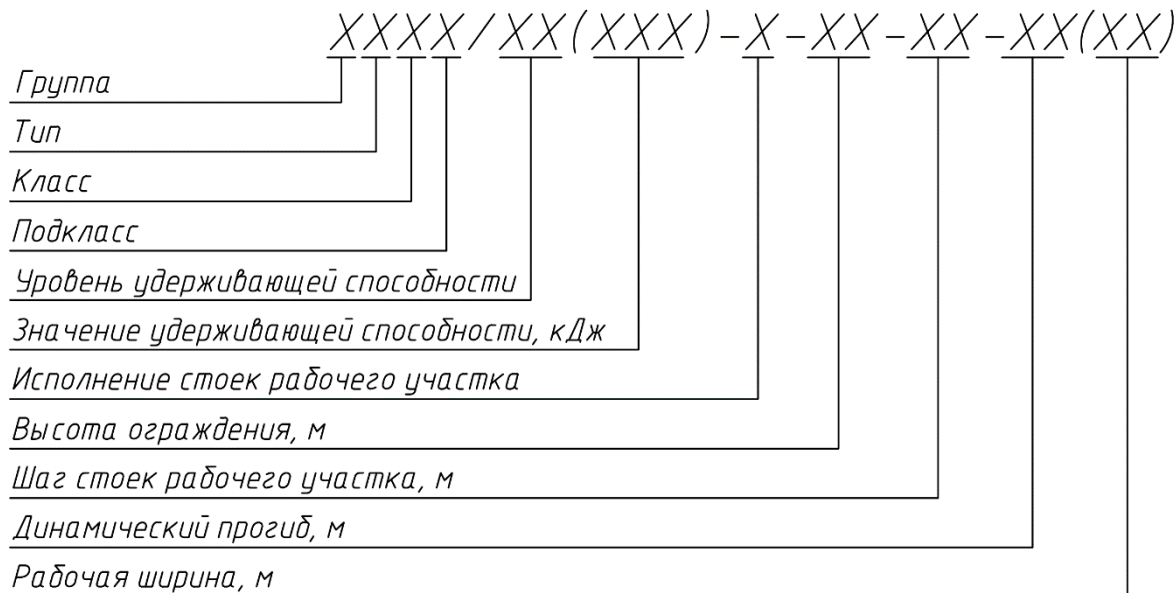 XXXX/XX(XXX)-X-XX-XX-XX(XX)
Группа
Тип
Класс
Подкласс
Уровень удерживающей способности
Значение удерживающей способности, кДж
Исполнение стоек рабочего участка
Высота ограждения, м
Шаг стоек рабочего участка, м
Динамический прогиб, м
Рабочая ширина, м